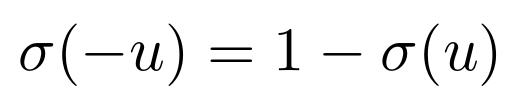 σ(−u) = 1 − σ(u)